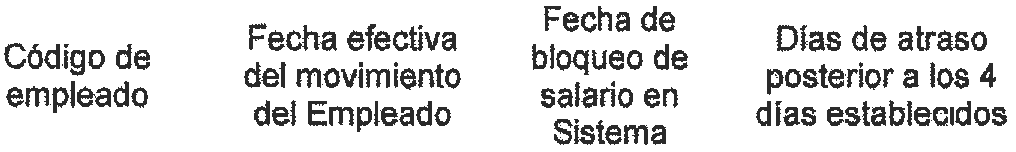 Código de
empleado
Fecha efectiva
del movimiento
del Empleado
Fecha de
bloqueo de
salario en
Sistema
Días de atraso
posterior a los 4
días establecidos